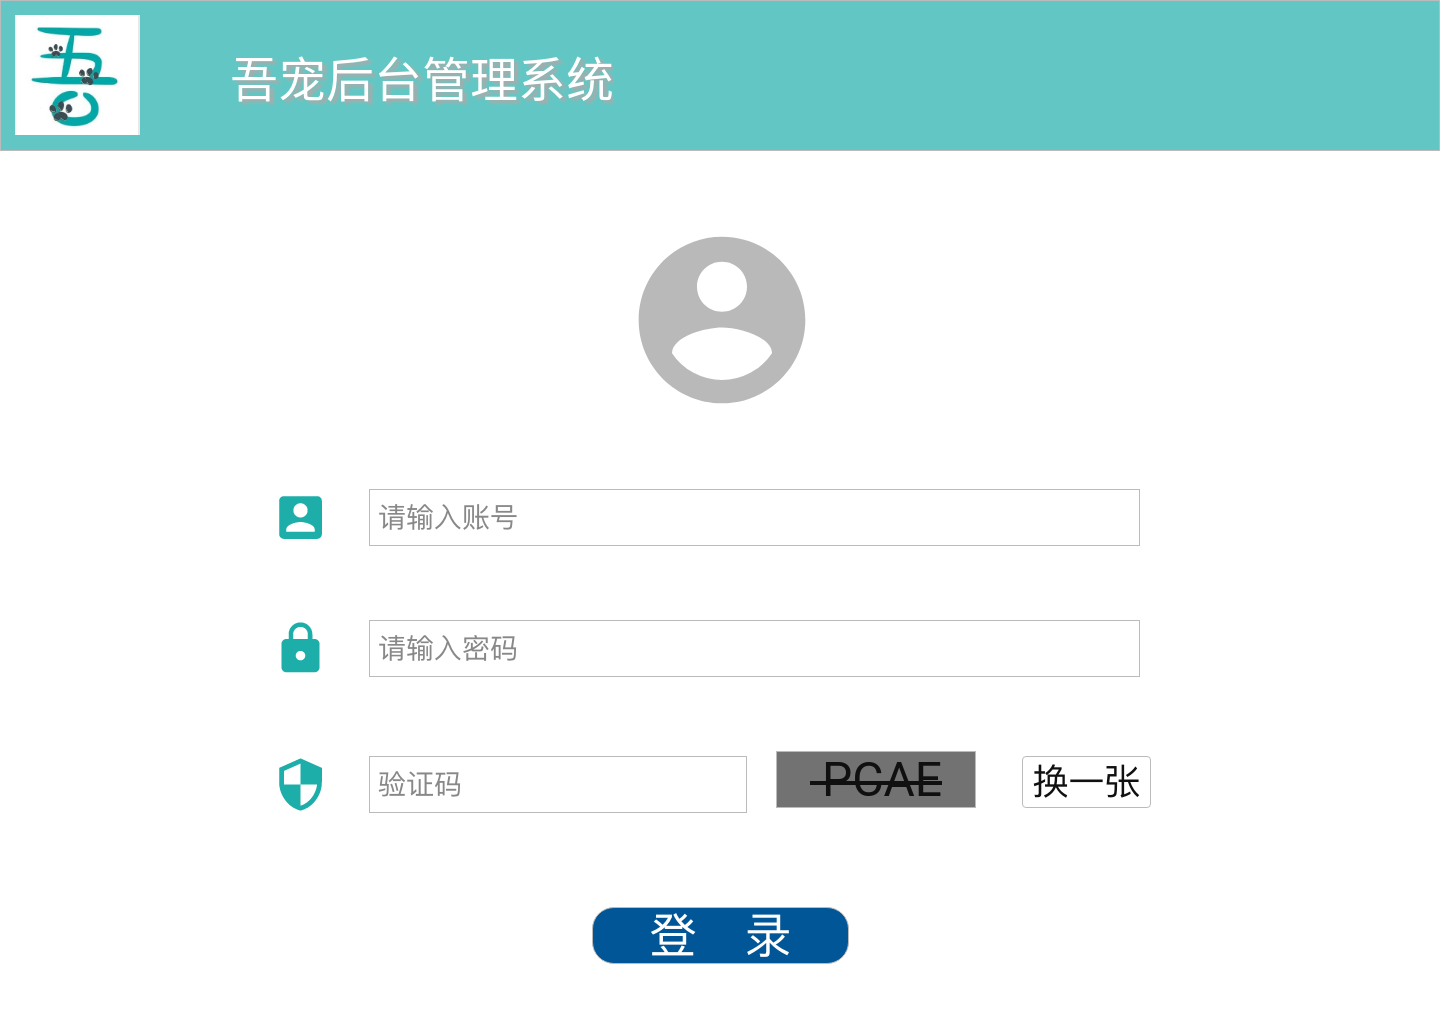 吾
吾宠后台管理系统
请输入账号
请输入密码
验证码 PCAE 换一张
登 录